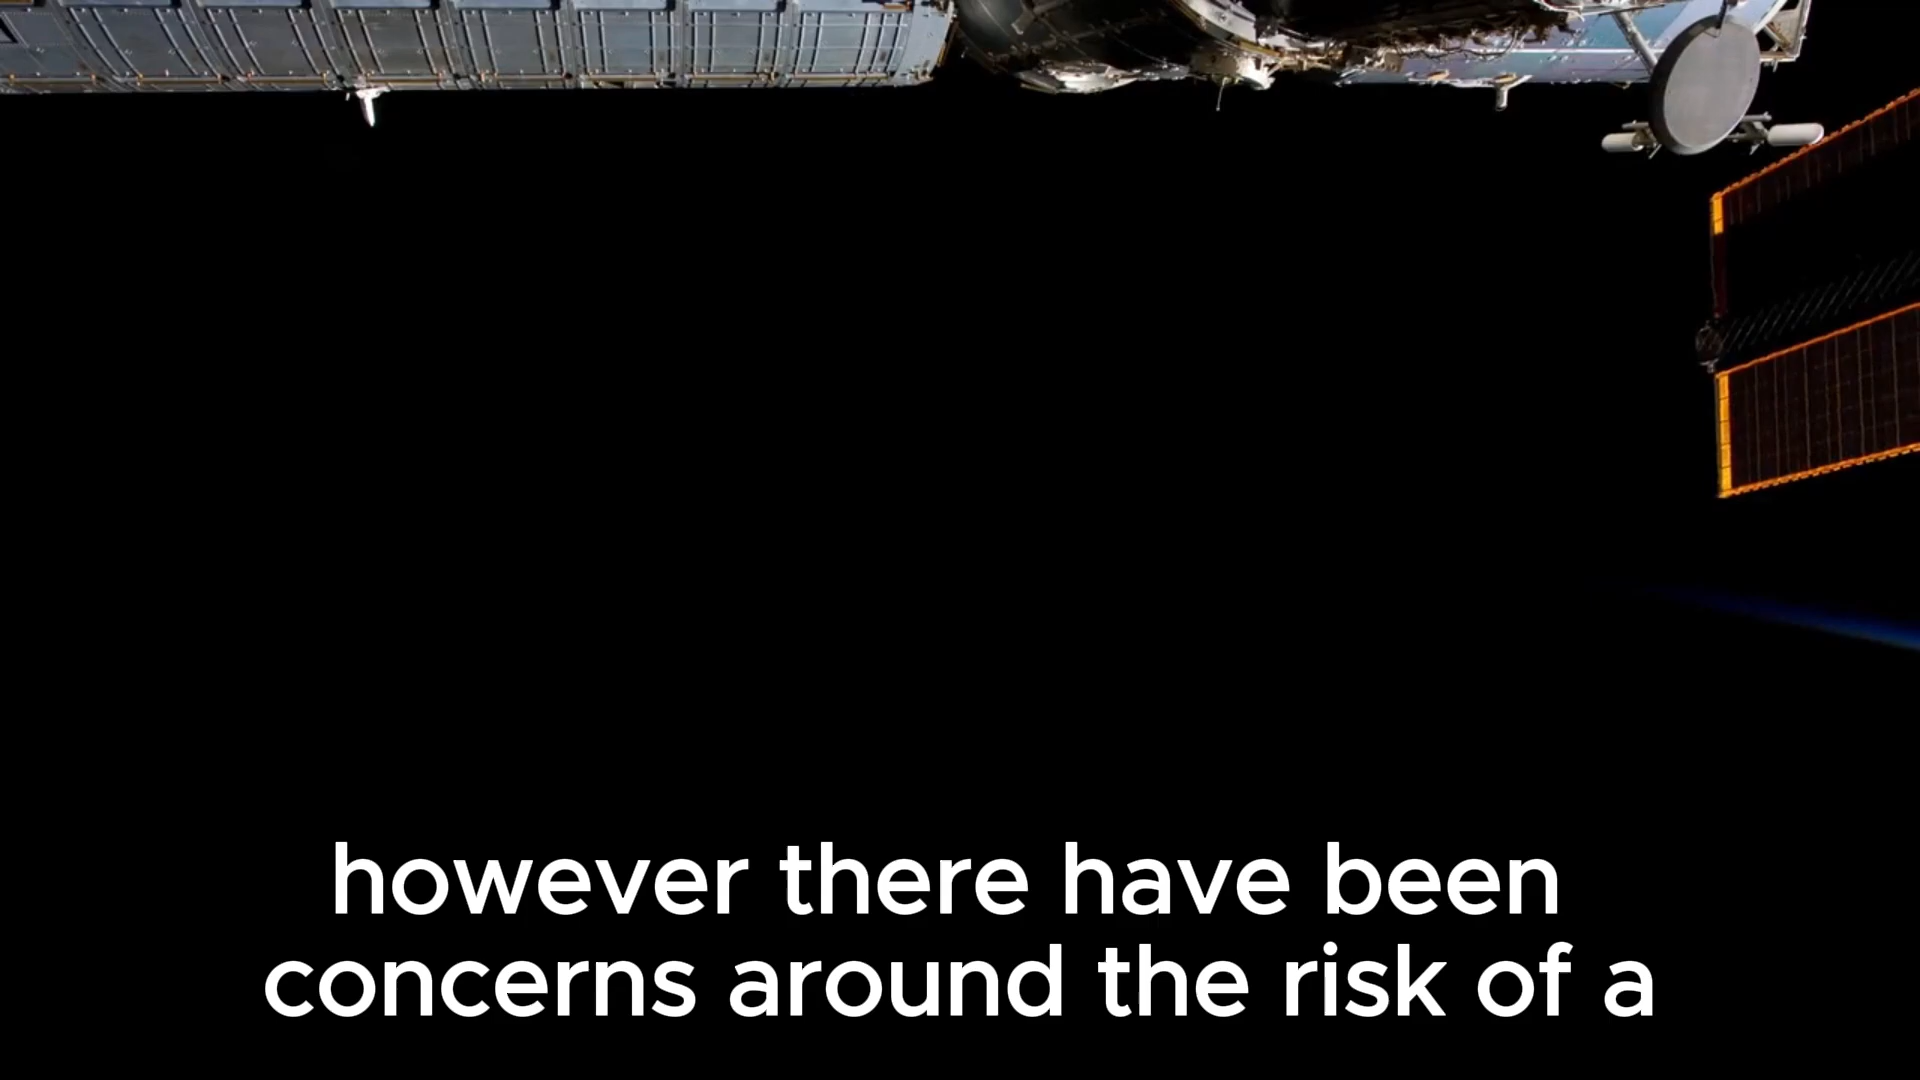 however there have been
concerns around the risk of a